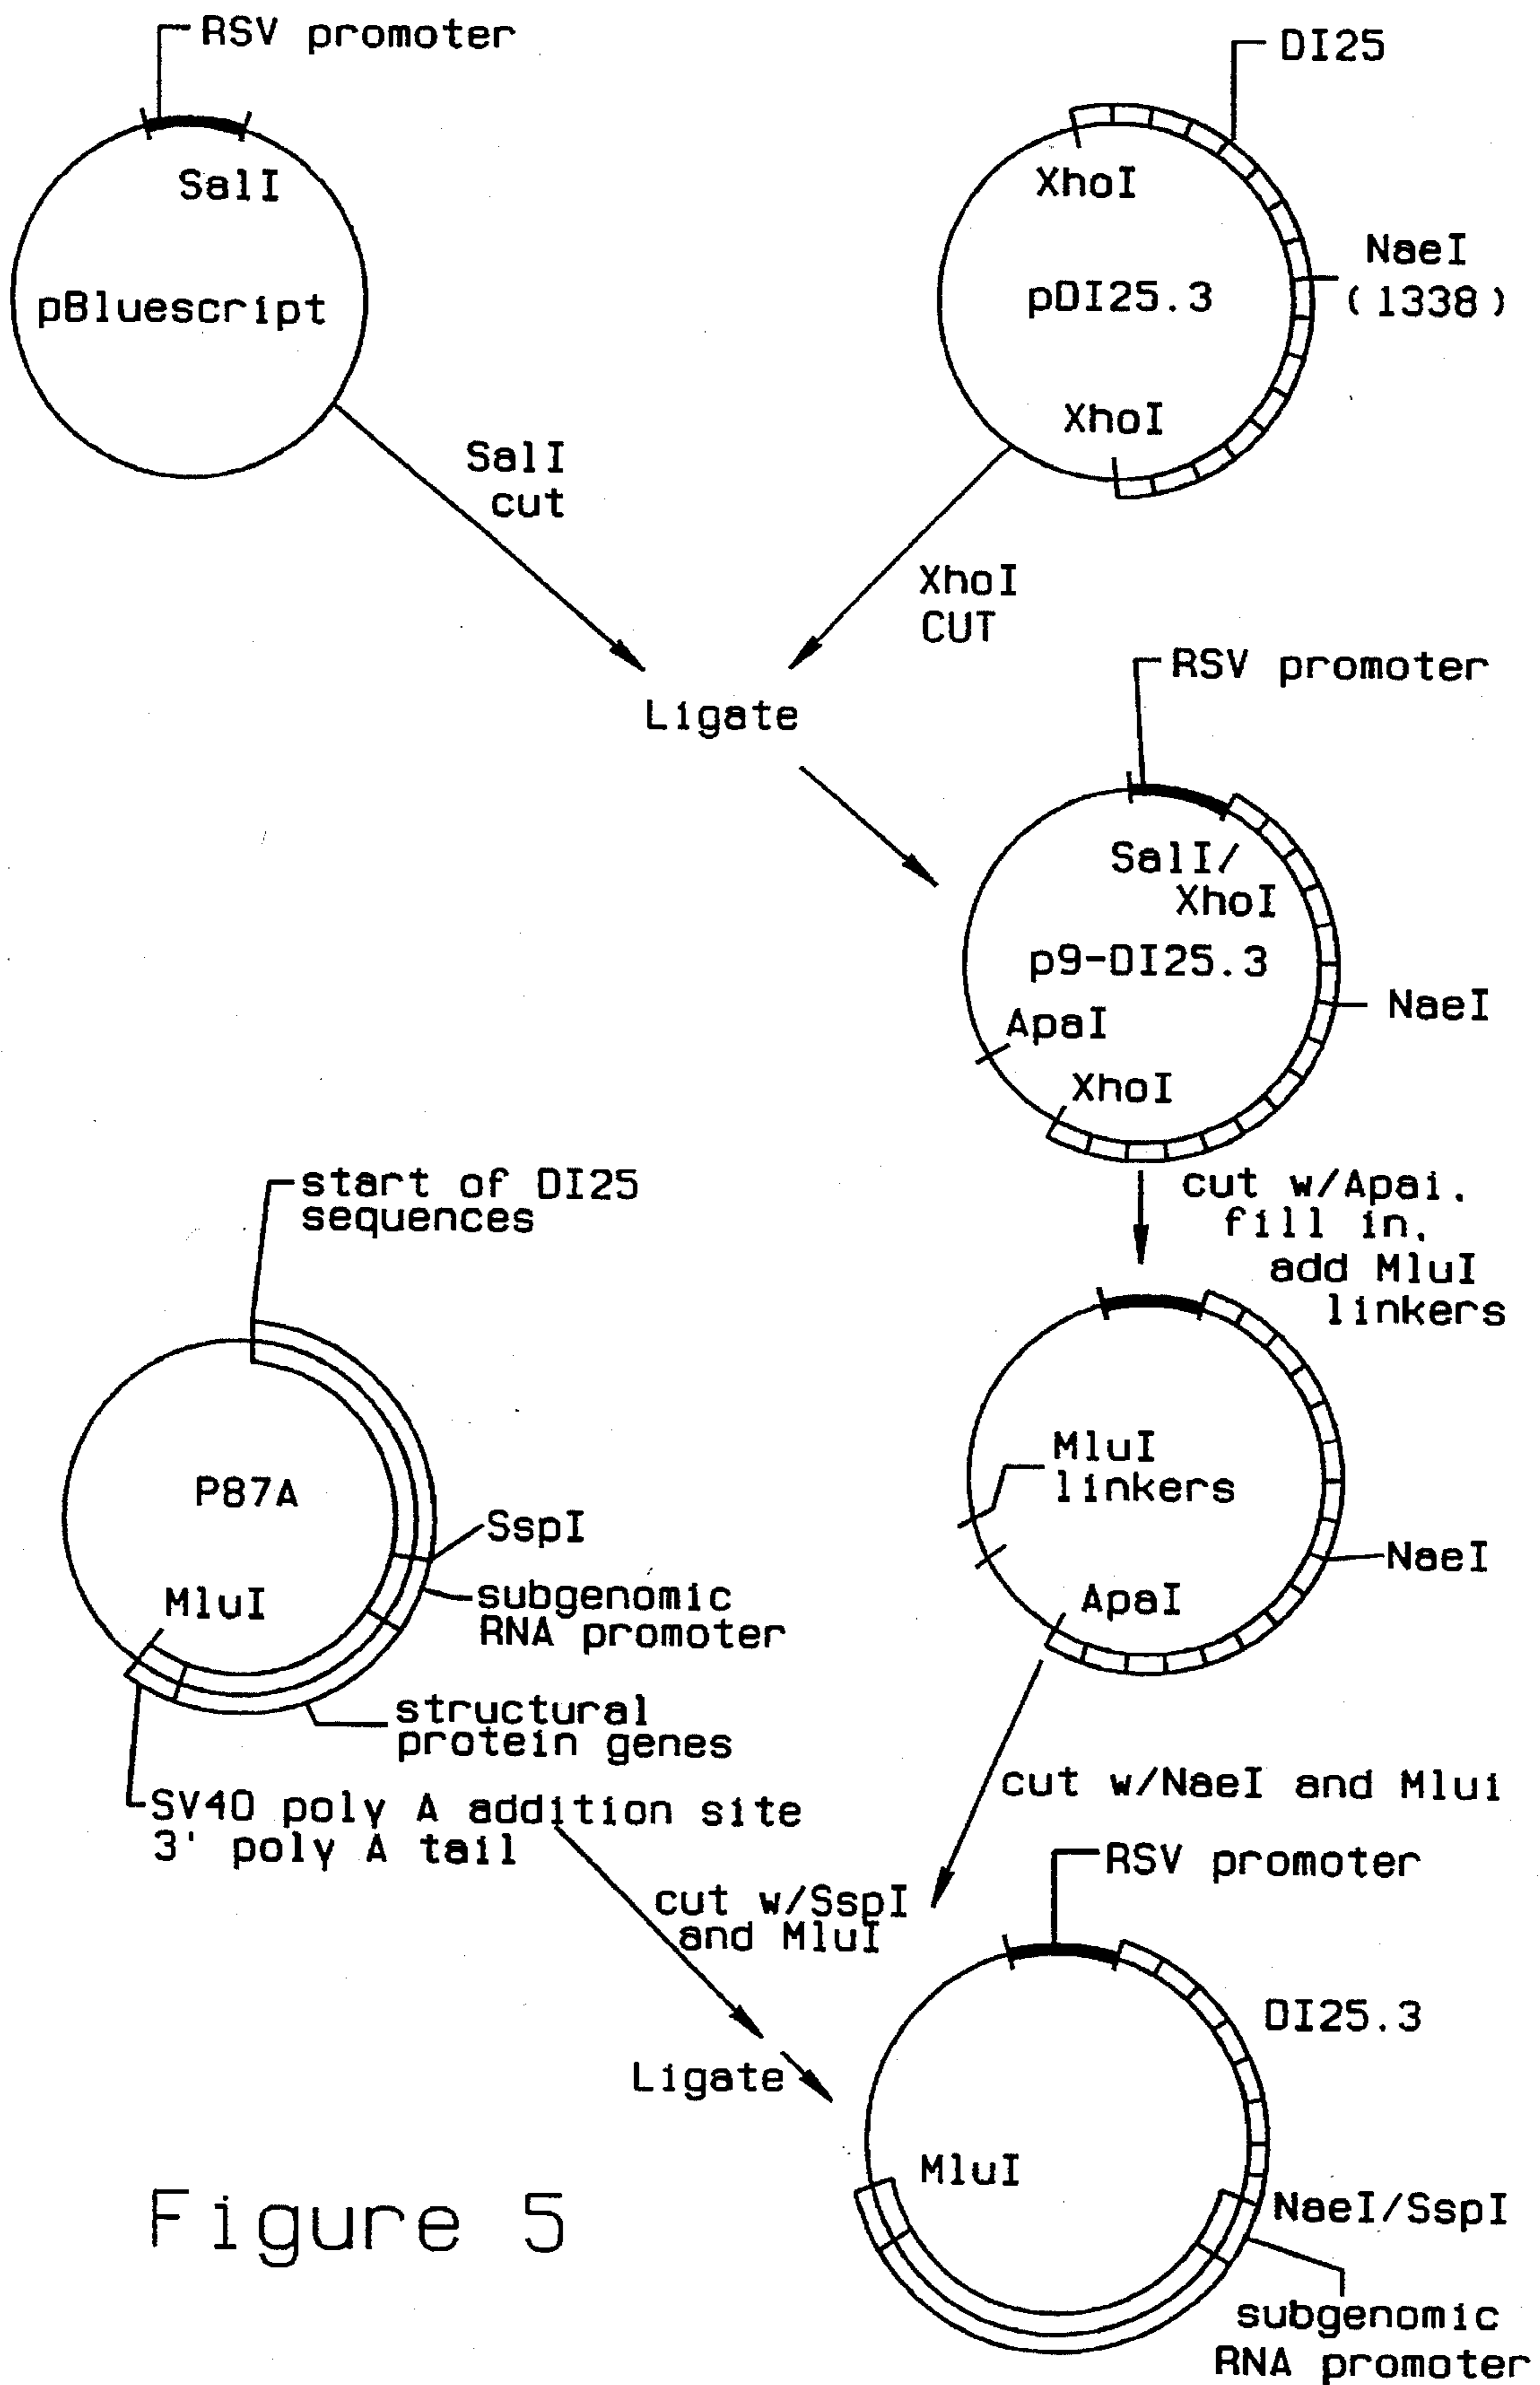 RSV promoter
SalI
pBluescript
DI25
XhoI
NaeI
(1338)
pDI25.3
XhoI
SalI
cut
XhoI
CUT
Ligate
RSV promoter
SalI/
XhoI
p9-DI25.3
NaeI
ApaI
XhoI
cut w/Apai.
fill in.
add MluI
linkers
start of DI25
sequences
P87A
SspI
MluI
subgenomic
RNA promoter
structural
protein genes
SV40 poly A addition site
3' poly A tail
MluI
linkers
NaeI
ApaI
cut w/NaeI and Mlui
cut w/SspI
and MluI
RSV promoter
DI25.3
Ligate
MluI
NaeI/SspI
subgenomic
RNA promoter
Figure 5